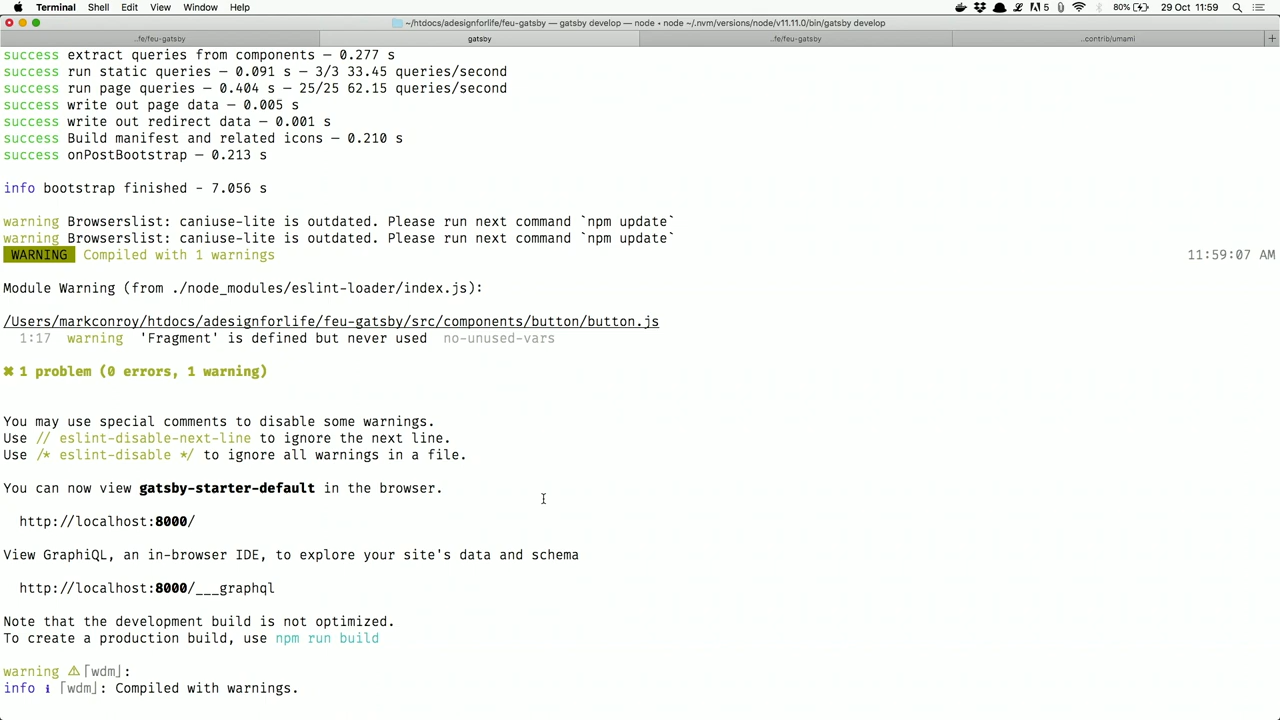 Terminal Shell Edit View Window Help 5 80% 29 Oct 11:59
~/htdocs/adesignforlife/feu-gatsby — gatsby develop — node • node ~/.nvm/versions/node/v11.11.0/bin/gatsby develop
..fe/feu-gatsby gatsby ..fe/feu-gatsby ..contrib/umami
success extract queries from components — 0.277 s
success run static queries — 0.091 s — 3/3 33.45 queries/second
success run page queries — 0.404 s — 25/25 62.15 queries/second
success write out page data — 0.005 s
success write out redirect data — 0.001 s
success Build manifest and related icons — 0.210 s
success onPostBootstrap — 0.213 s
info bootstrap finished - 7.056 s
warning Browserslist: caniuse-lite is outdated. Please run next command `npm update`
warning Browserslist: caniuse-lite is outdated. Please run next command `npm update`
WARNING Compiled with 1 warnings 11:59:07 AM
Module Warning (from ./node_modules/eslint-loader/index.js):
/Users/markconroy/htdocs/adesignforlife/feu-gatsby/src/components/button/button.js
1:17 warning 'Fragment' is defined but never used no-unused-vars
✖ 1 problem (0 errors, 1 warning)
You may use special comments to disable some warnings.
Use // eslint-disable-next-line to ignore the next line.
Use /* eslint-disable */ to ignore all warnings in a file.
You can now view gatsby-starter-default in the browser.
http://localhost:8000/
View GraphiQL, an in-browser IDE, to explore your site's data and schema
http://localhost:8000/___graphql
Note that the development build is not optimized.
To create a production build, use npm run build
warning ⚠ ｢wdm｣:
info ℹ ｢wdm｣: Compiled with warnings.